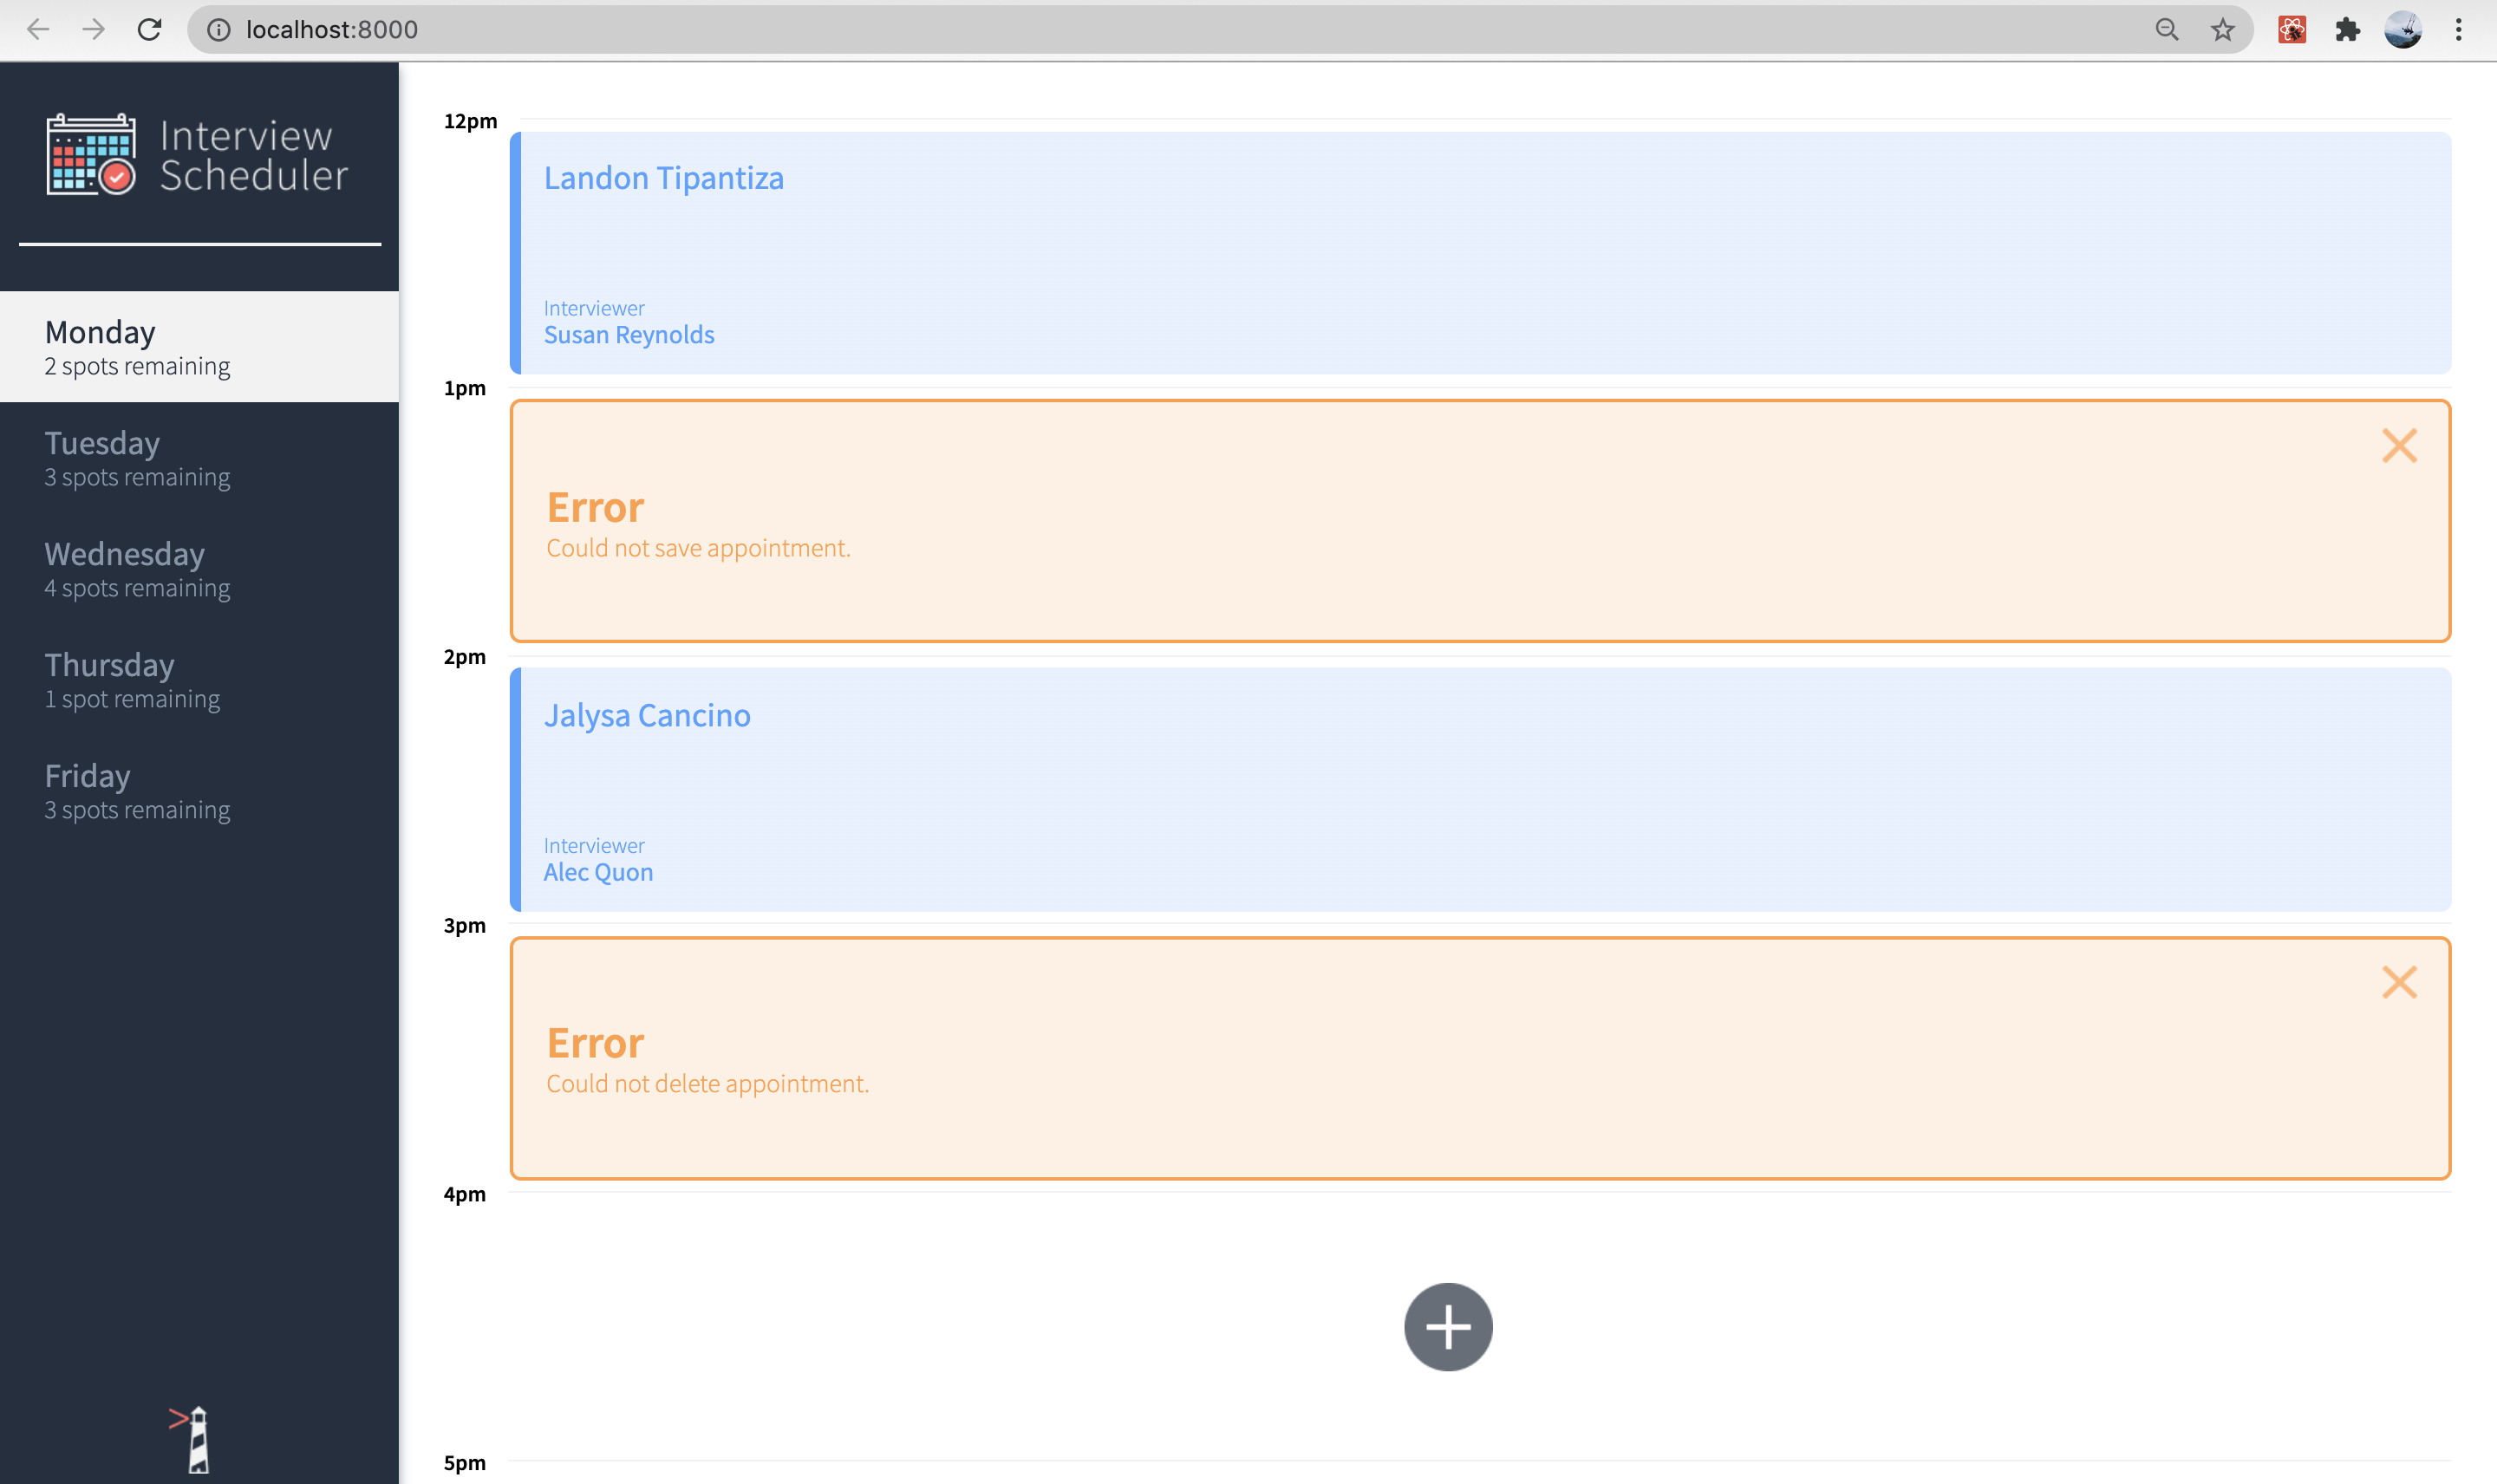 localhost:8000
Interview
Scheduler
Monday
2 spots remaining
Tuesday
3 spots remaining
Wednesday
4 spots remaining
Thursday
1 spot remaining
Friday
3 spots remaining
12pm
Landon Tipantiza
Interviewer
Susan Reynolds
1pm
Error
Could not save appointment.
2pm
Jalysa Cancino
Interviewer
Alec Quon
3pm
Error
Could not delete appointment.
4pm
5pm